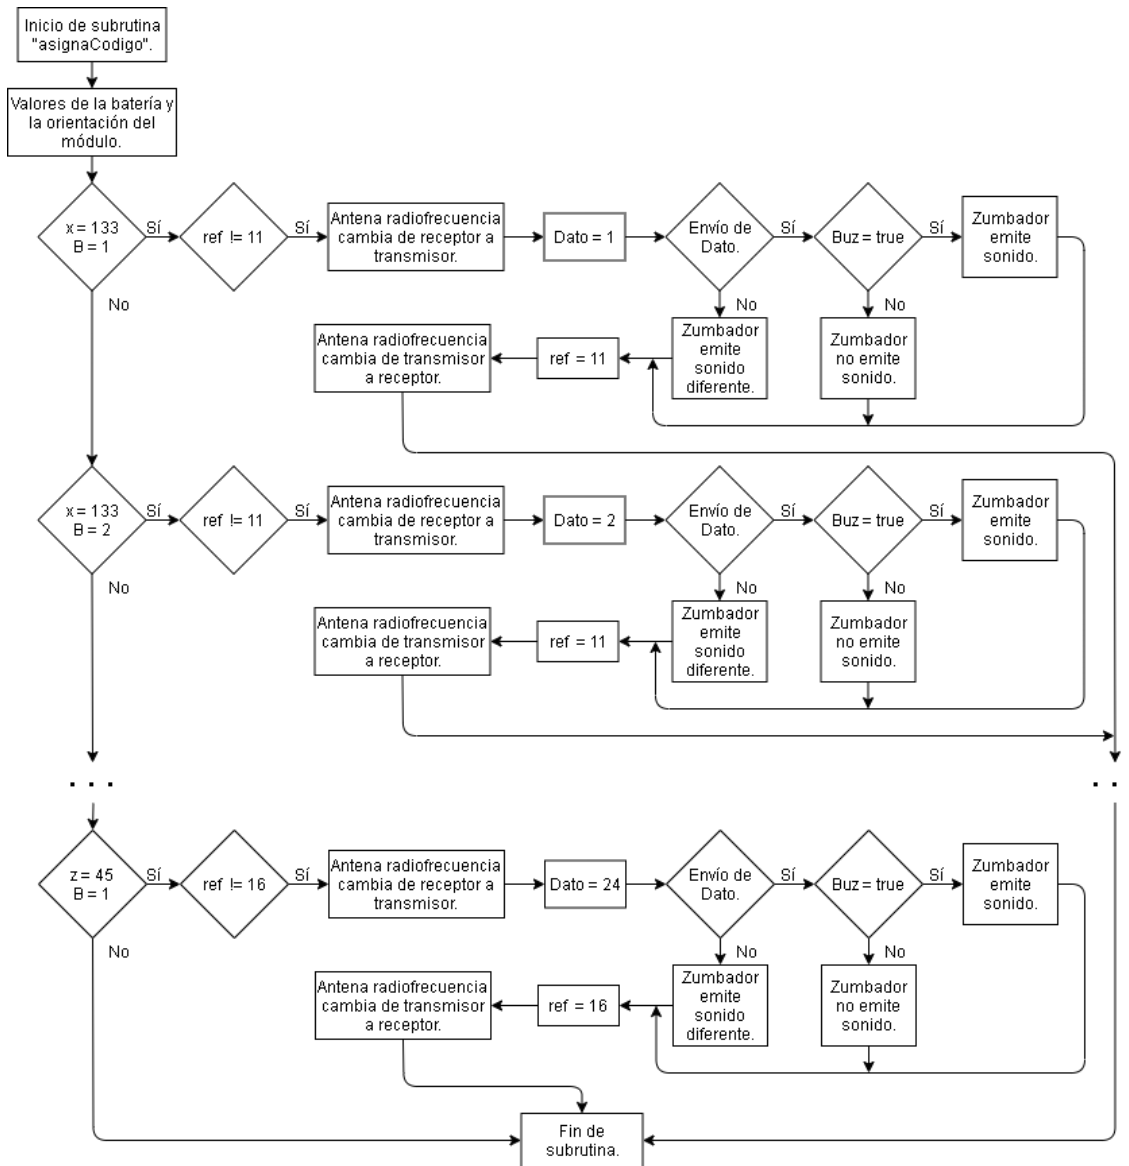 Inicio de subrutina
"asignaCodigo".
Valores de la batería y
la orientación del
módulo.
x = 133
B = 1
Sí
ref != 11
Sí
Antena radiofrecuencia
cambia de receptor a
transmisor.
Dato = 1
Envío de
Dato.
Sí
Buz = true
Sí
Zumbador
emite
sonido.
No
No
No
Antena radiofrecuencia
cambia de transmisor
a receptor.
ref = 11
Zumbador
emite
sonido
diferente.
Zumbador
no emite
sonido.
x = 133
B = 2
Sí
ref != 11
Sí
Antena radiofrecuencia
cambia de receptor a
transmisor.
Dato = 2
Envío de
Dato.
Sí
Buz = true
Sí
Zumbador
emite
sonido.
No
No
No
Antena radiofrecuencia
cambia de transmisor
a receptor.
ref = 11
Zumbador
emite
sonido
diferente.
Zumbador
no emite
sonido.
. . .
. .
z = 45
B = 1
Sí
ref != 16
Sí
Antena radiofrecuencia
cambia de receptor a
transmisor.
Dato = 24
Envío de
Dato.
Sí
Buz = true
Sí
Zumbador
emite
sonido.
No
No
No
Antena radiofrecuencia
cambia de transmisor
a receptor.
ref = 16
Zumbador
emite
sonido
diferente.
Zumbador
no emite
sonido.
Fin de
subrutina.